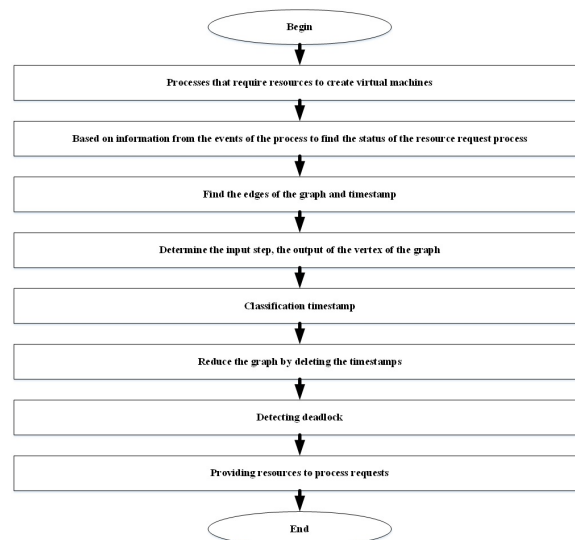 Begin
Processes that require resources to create virtual machines
Based on information from the events of the process to find the status of the resource request process
Find the edges of the graph and timestamp
Determine the input step, the output of the vertex of the graph
Classification timestamp
Reduce the graph by deleting the timestamps
Detecting deadlock
Providing resources to process requests
End